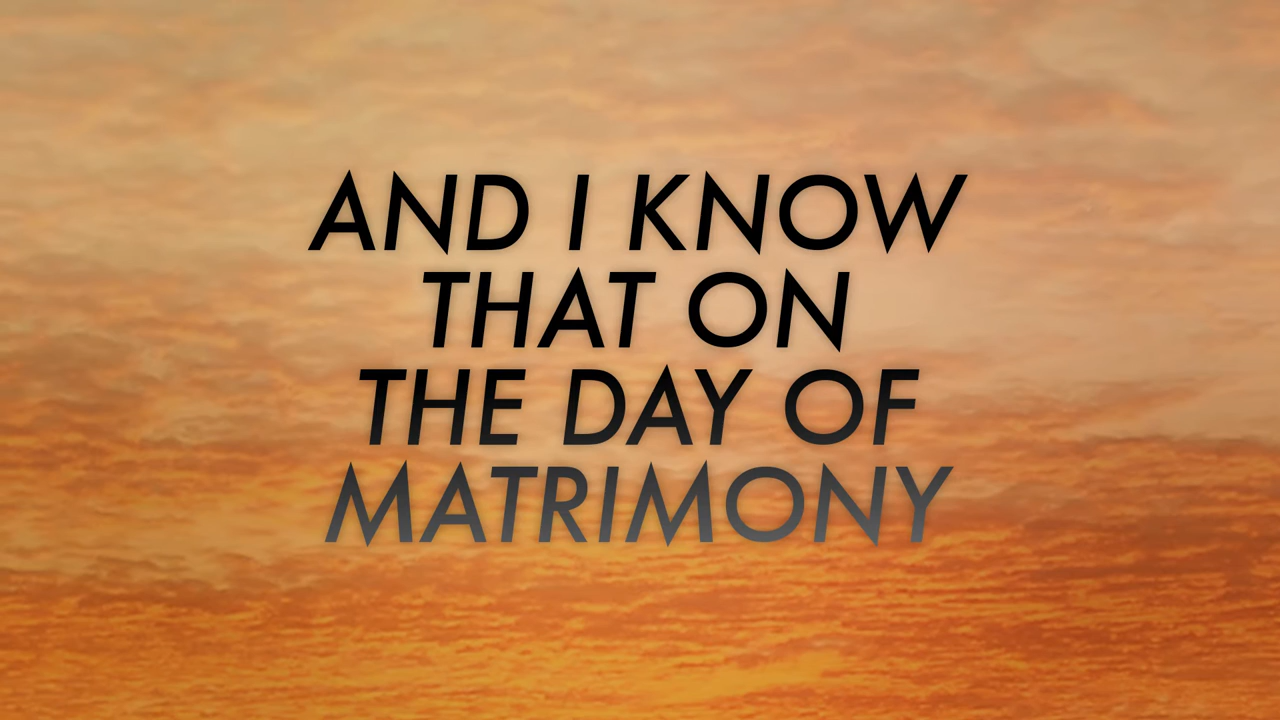 AND I KNOW
THAT ON
THE DAY OF
MATRIMONY